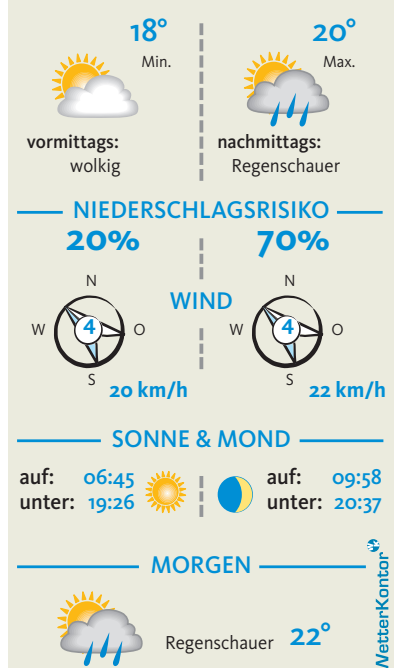 18° 20°
Min. Max.
vormittags: nachmittags:
wolkig Regenschauer
NIEDERSCHLAGSRISIKO
20% 70%
WIND
N N
W 4 O W 4 O
S S
20 km/h 22 km/h
SONNE & MOND
auf: 06:45 auf: 09:58
unter: 19:26 unter: 20:37
MORGEN
Regenschauer 22°
WetterKontor